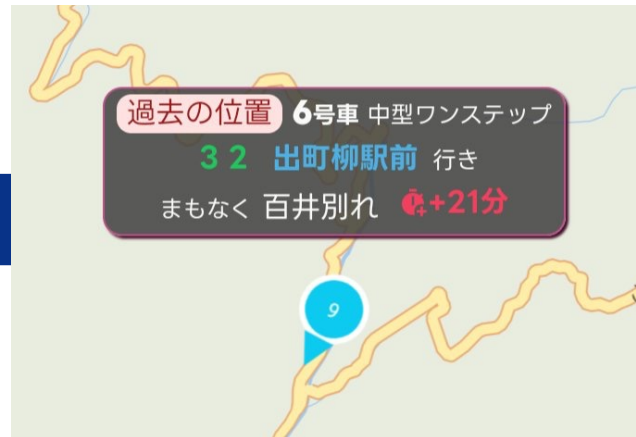 過去の位置 6号車 中型ワンステップ
32 出町柳駅前 行き
まもなく 百井別れ +21分
9